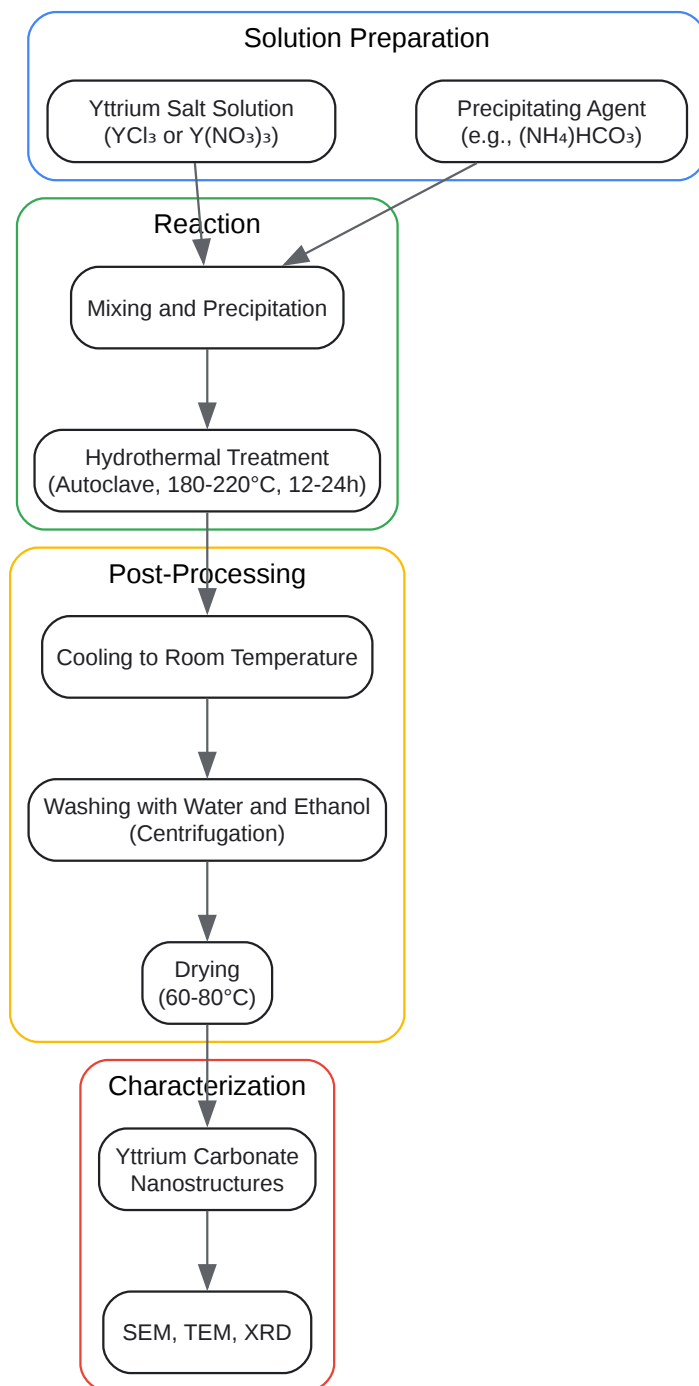 Solution Preparation
Yttrium Salt Solution
(YCl₃ or Y(NO₃)₃)
Precipitating Agent
(e.g., (NH₄)HCO₃)
Reaction
Mixing and Precipitation
Hydrothermal Treatment
(Autoclave, 180-220°C, 12-24h)
Post-Processing
Cooling to Room Temperature
Washing with Water and Ethanol
(Centrifugation)
Drying
(60-80°C)
Characterization
Yttrium Carbonate
Nanostructures
SEM, TEM, XRD